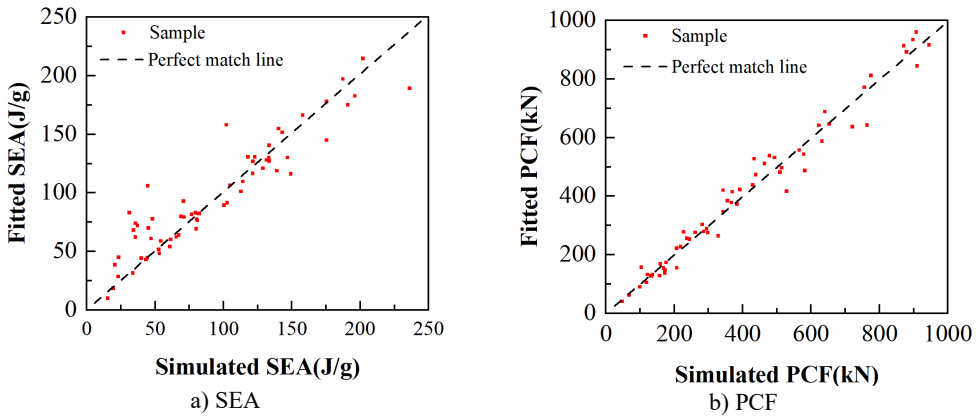 250
200
150
100
50
0
Fitted SEA(J/g)
Sample
Perfect match line
0 50 100 150 200 250
Simulated SEA(J/g)
a) SEA
1000
800
600
400
200
0
Fitted PCF(kN)
Sample
Perfect match line
0 200 400 600 800 1000
Simulated PCF(kN)
b) PCF